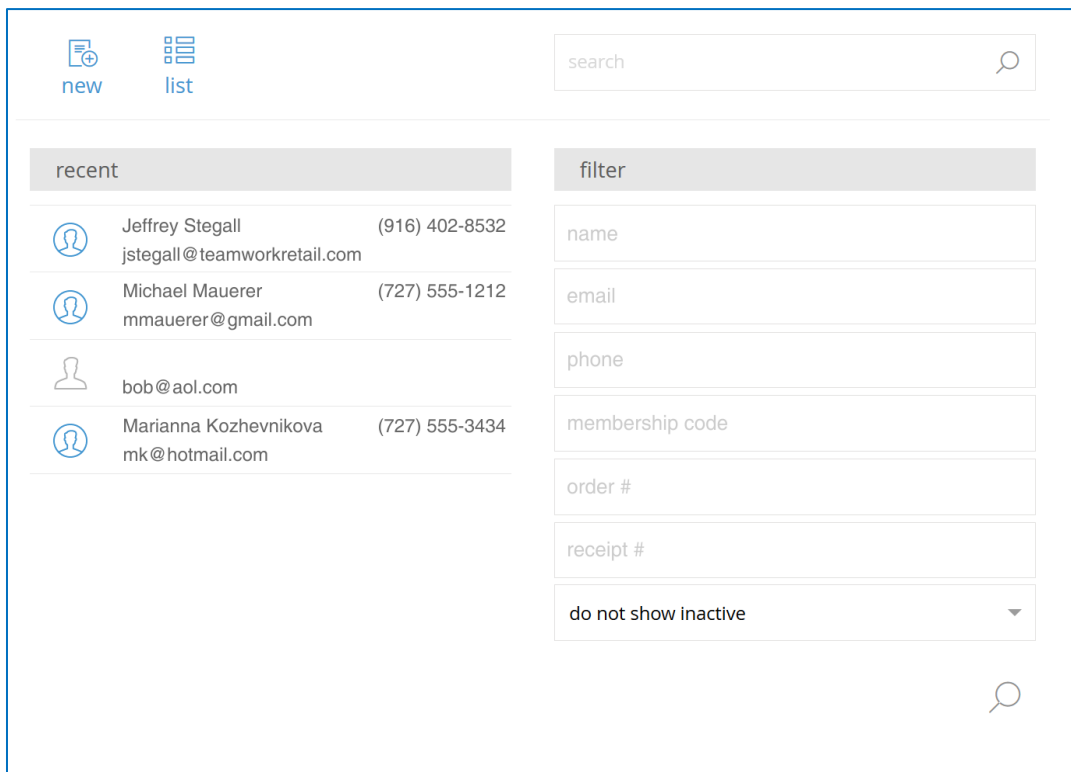 new list
search
recent
Jeffrey Stegall (916) 402-8532
jstegall@teamworkretail.com
Michael Mauerer (727) 555-1212
mmauerer@gmail.com
bob@aol.com
Marianna Kozhevnikova (727) 555-3434
mk@hotmail.com
filter
name
email
phone
membership code
order #
receipt #
do not show inactive